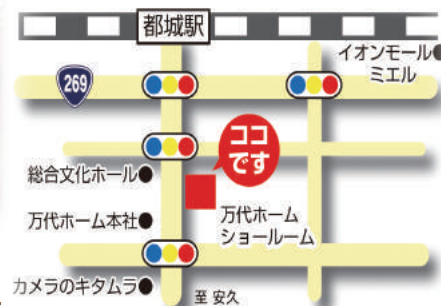 都城駅
イオンモール
ミエル
269
ココ
です
総合文化ホール
万代ホーム本社
万代ホーム
ショールーム
カメラのキタムラ
至 安久